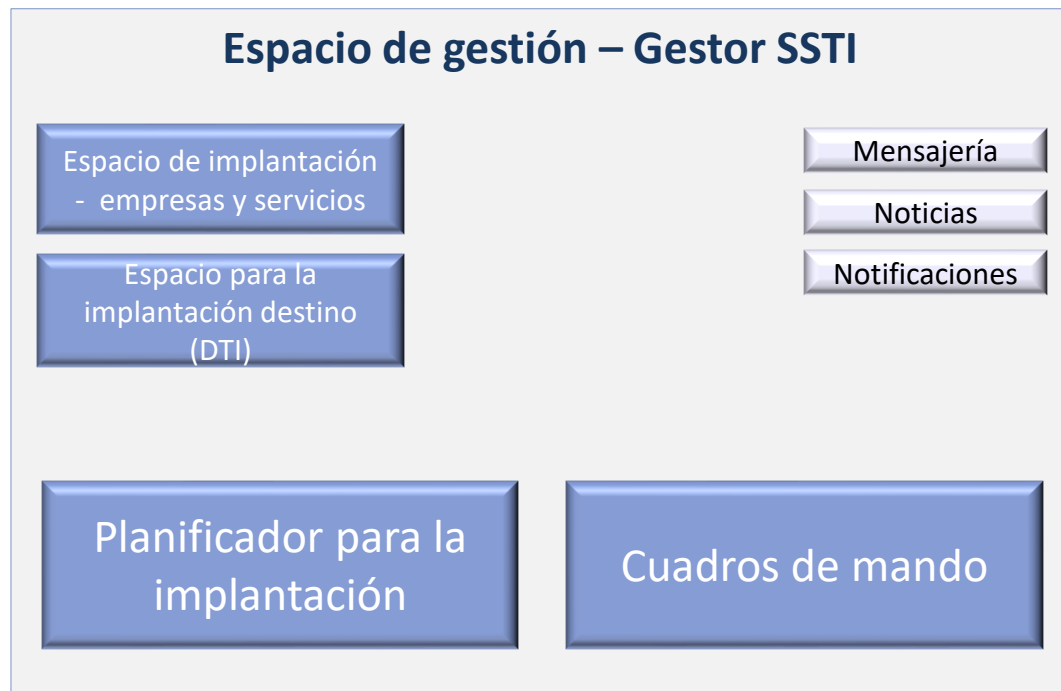 Espacio de gestión – Gestor SSTI
Espacio de implantación
- empresas y servicios
Espacio para la
implantación destino
(DTI)
Mensajería
Noticias
Notificaciones
Planificador para la
implantación
Cuadros de mando